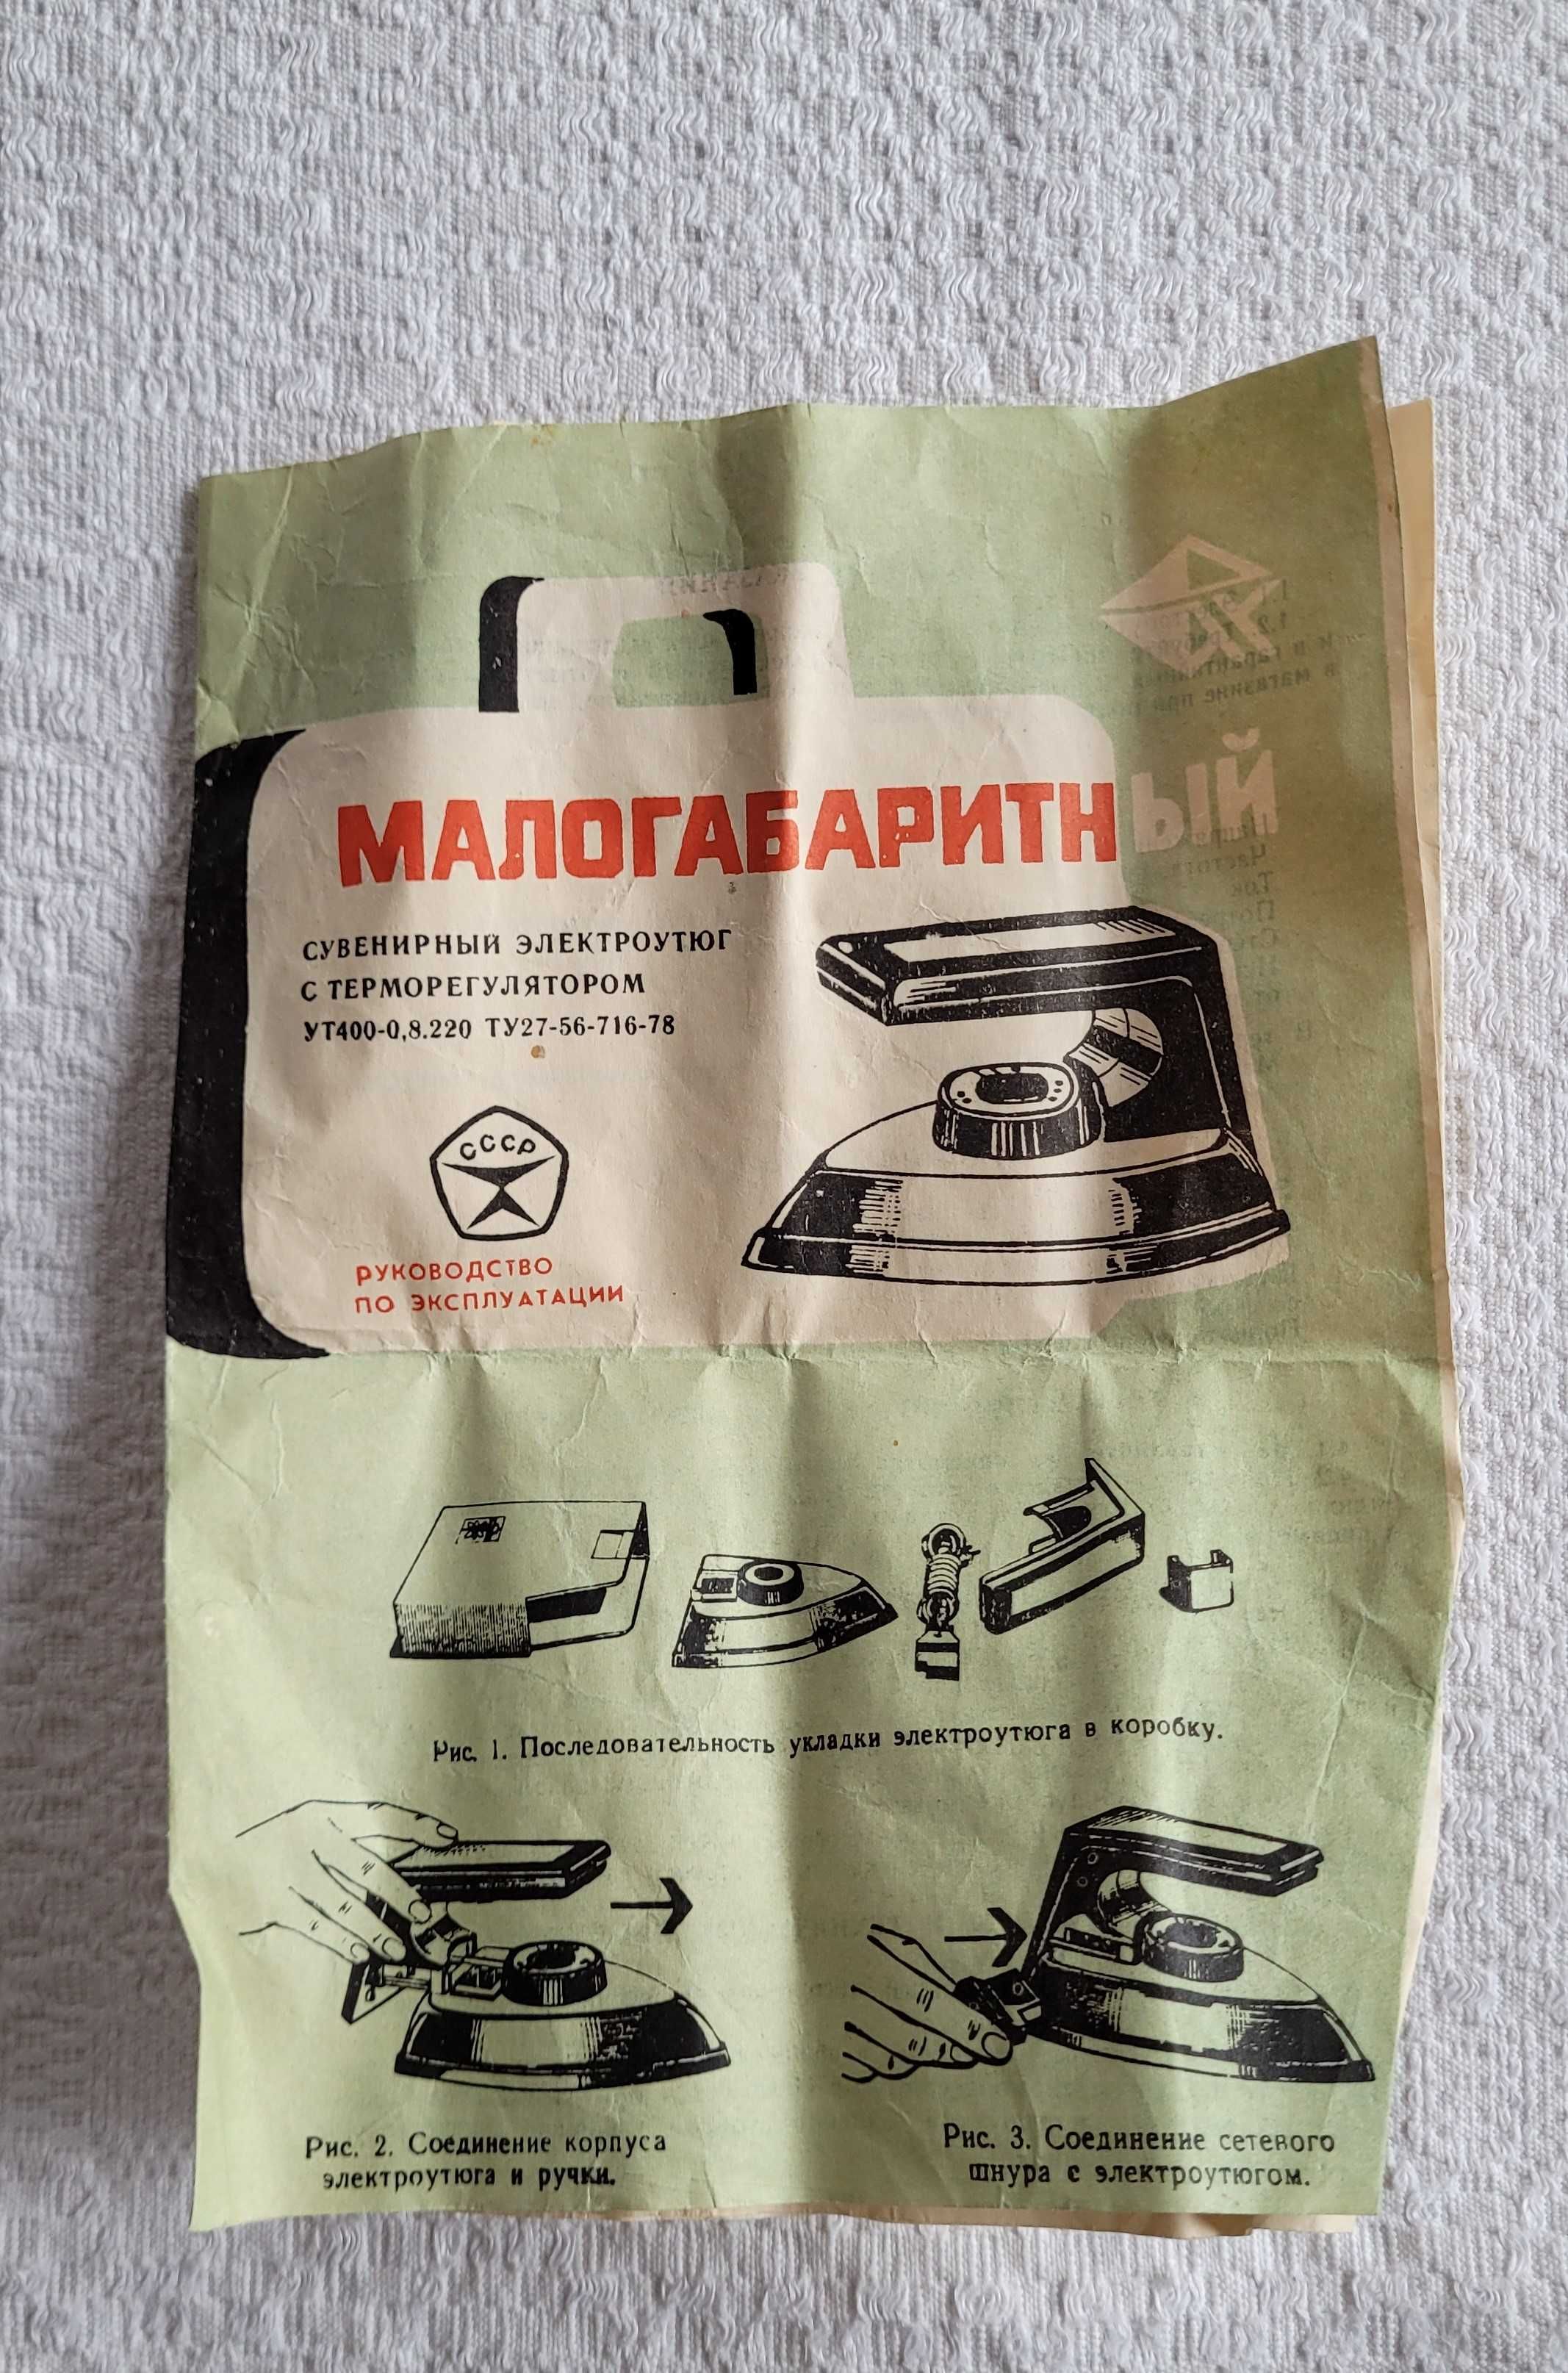 МАЛОГАБАРИТНЫЙ
СУВЕНИРНЫЙ ЭЛЕКТРОУТЮГ
С ТЕРМОРЕГУЛЯТОРОМ
УТ400-0,8.220 ТУ27-56-716-78
СССР
РУКОВОДСТВО
ПО ЭКСПЛУАТАЦИИ
Рис. 1. Последовательность укладки электроутюга в коробку.
Рис. 2. Соединение корпуса
электроутюга и ручки.
Рис. 3. Соединение сетевого
шнура с электроутюгом.